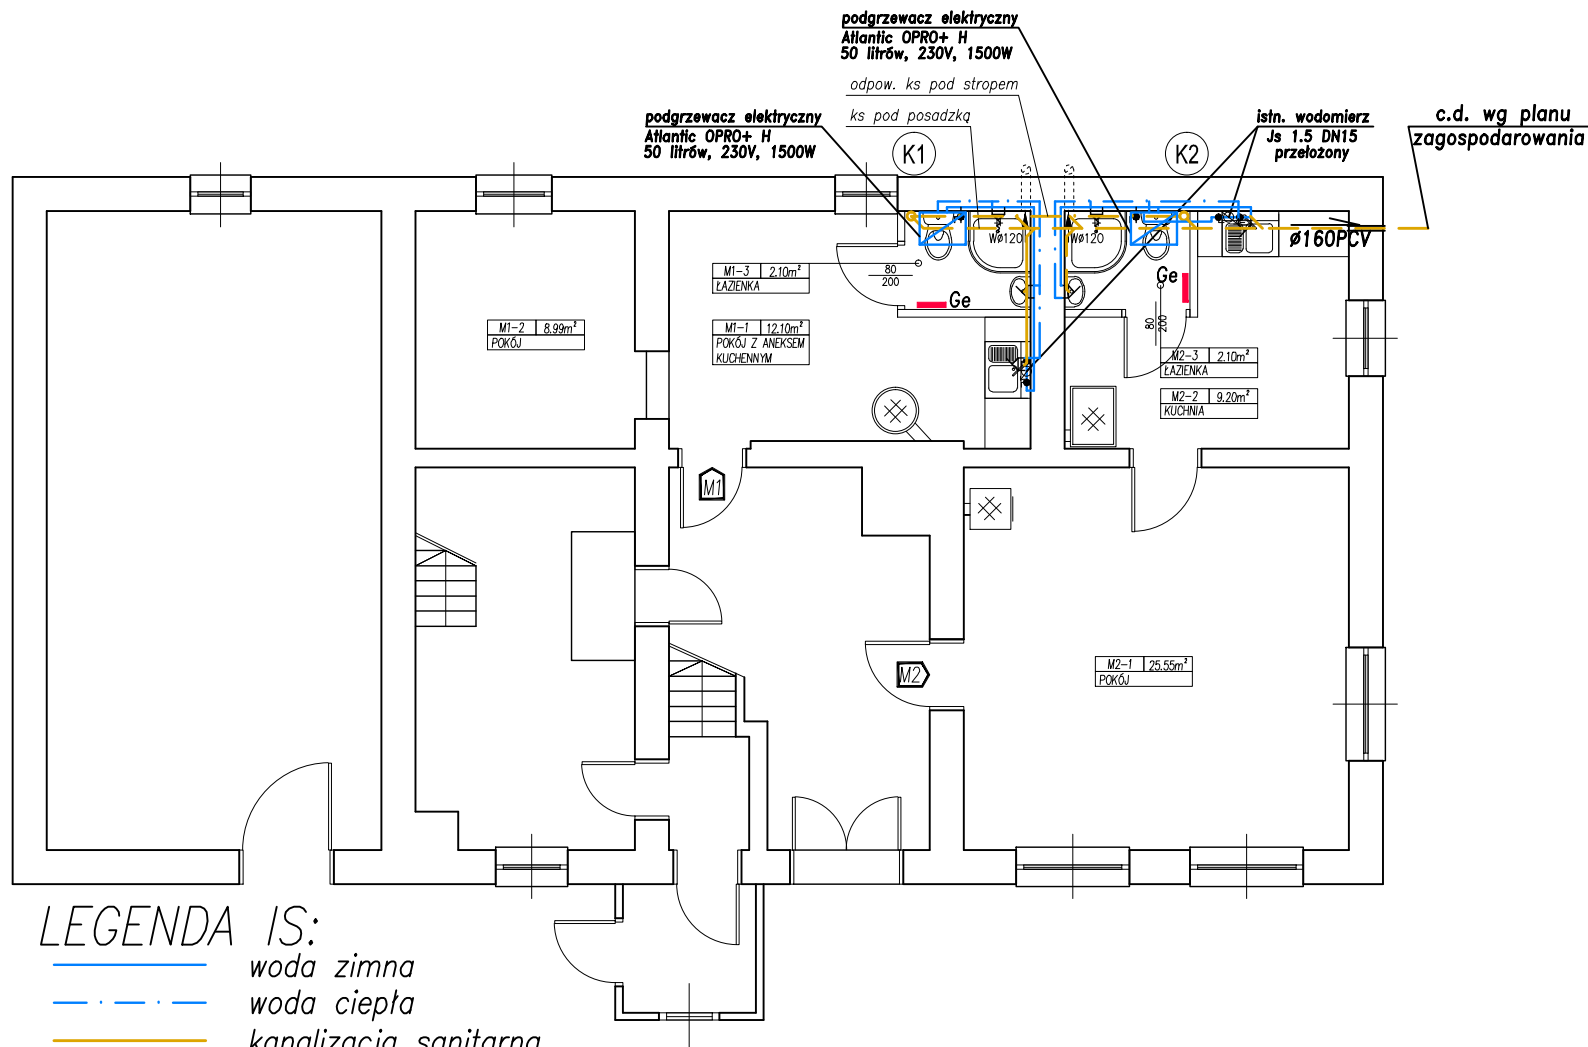 podgrzewacz elektryczny
Atlantic OPRO+ H
50 litrów, 230V, 1500W
odpow. ks pod stropem
ks pod posadzką
podgrzewacz elektryczny
Atlantic OPRO+ H
50 litrów, 230V, 1500W
istn. wodomierz
Js 1.5 DN15
przełożony
c.d. wg planu
zagospodarowania
K1
K2
WØ120
WØ120
Ø160PCV
M1-3 2.10m²
ŁAZIENKA
80
200
Ge
Ge
80
200
M1-2 8.99m²
POKÓJ
M1-1 12.10m²
POKÓJ Z ANEKSEM
KUCHENNYM
M2-3 2.10m²
ŁAZIENKA
M2-2 9.20m²
KUCHNIA
M1
M2
M2-1 25.55m²
POKÓJ
LEGENDA IS:
woda zimna
woda ciepła
kanalizacja sanitarna